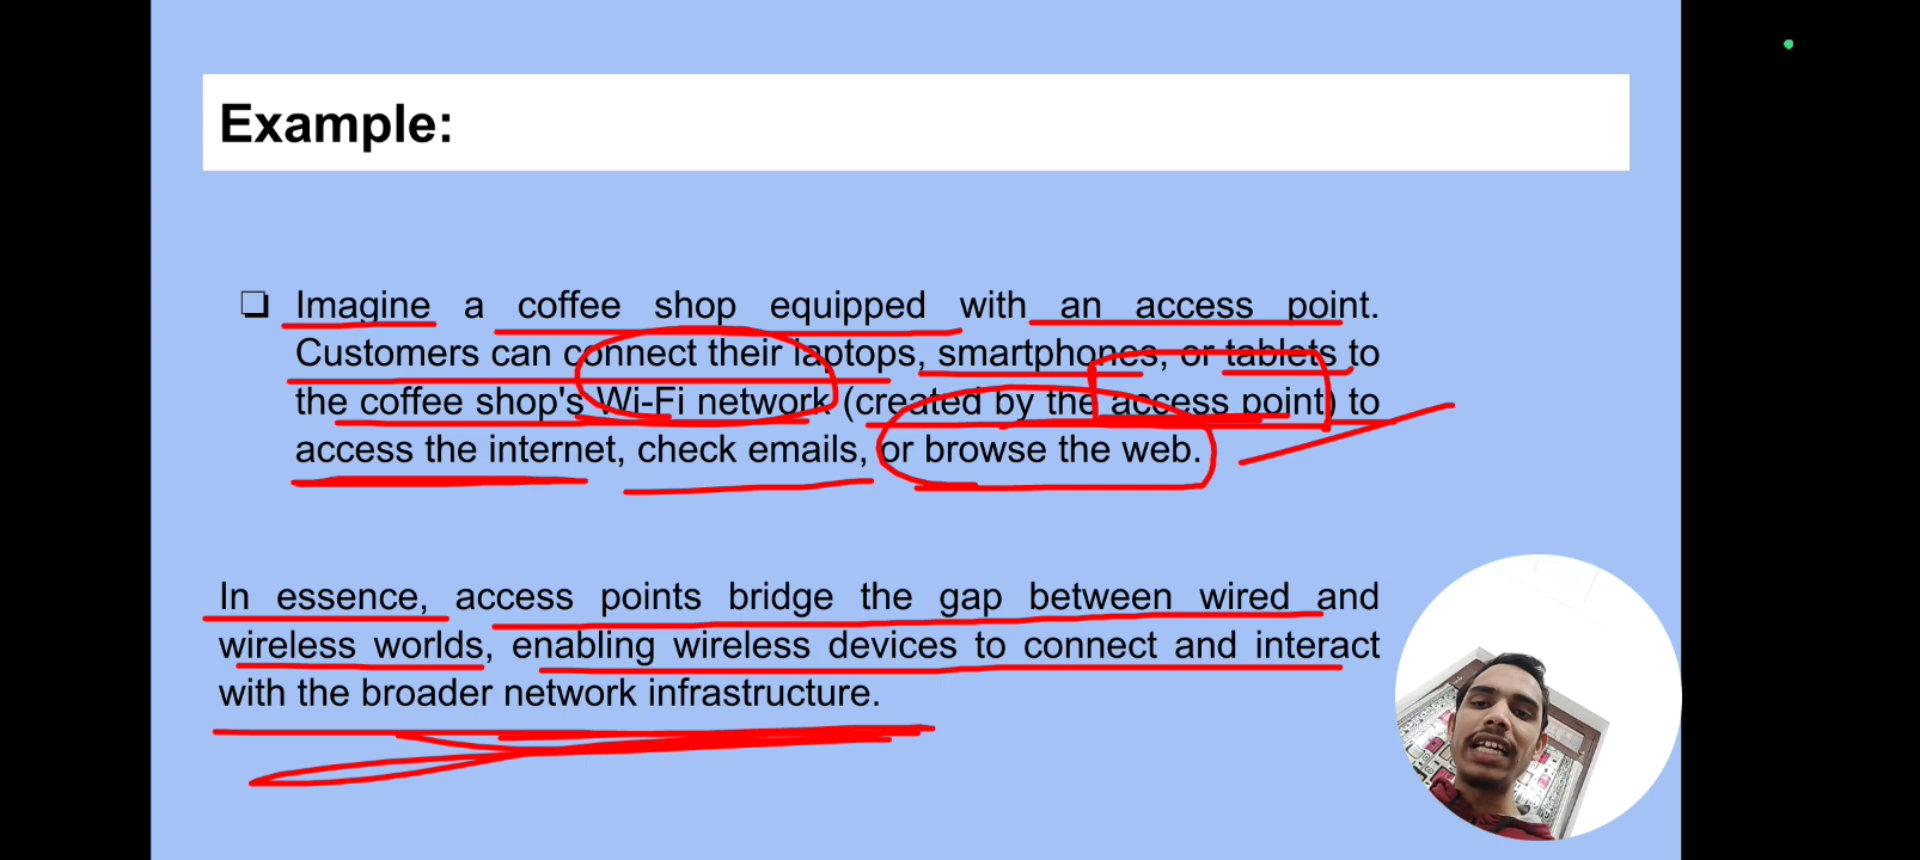 Example:
❏ Imagine a coffee shop equipped with an access point.
Customers can connect their laptops, smartphones, or tablets to
the coffee shop's Wi-Fi network (created by the access point) to
access the internet, check emails, or browse the web.
In essence, access points bridge the gap between wired and
wireless worlds, enabling wireless devices to connect and interact
with the broader network infrastructure.